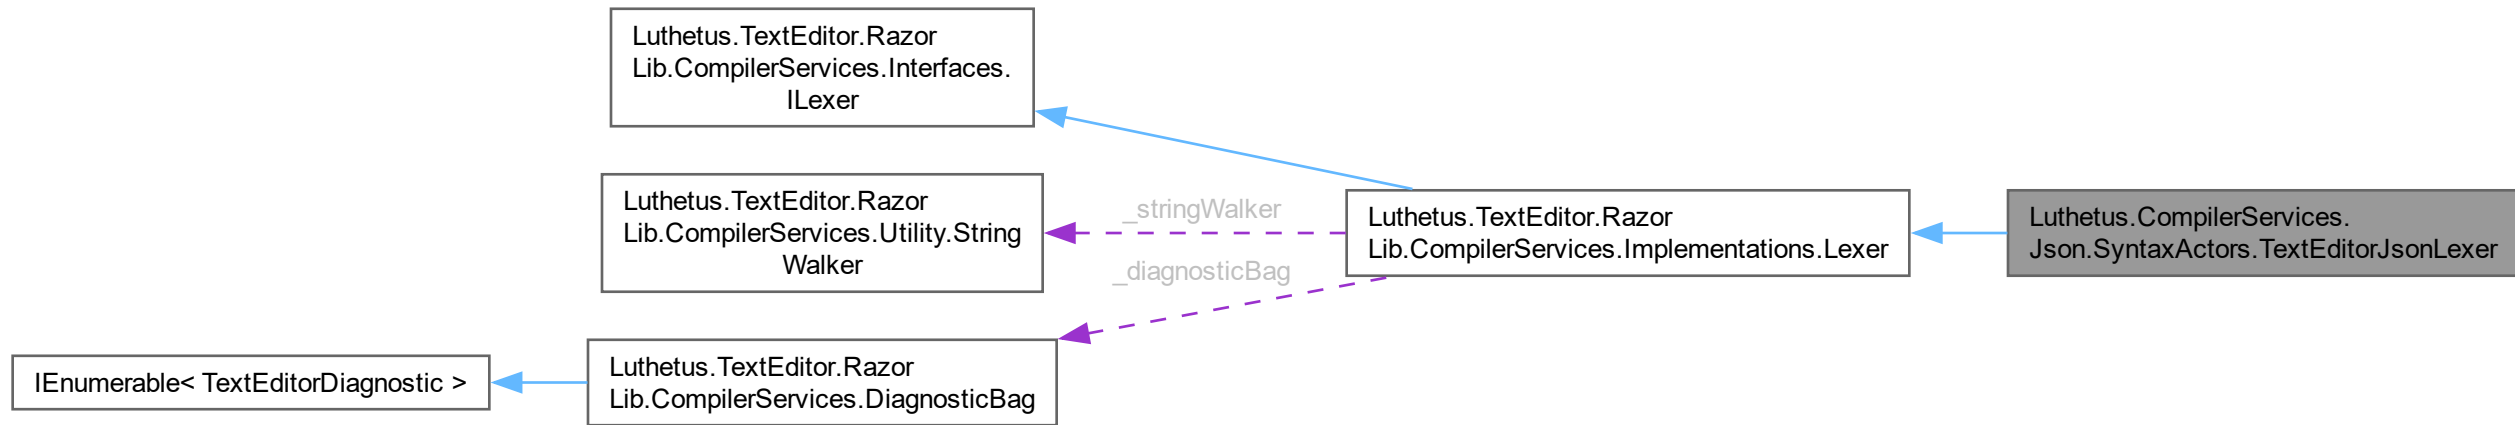 Luthetus.TextEditor.Razor
Lib.CompilerServices.Interfaces.
ILexer
Luthetus.TextEditor.Razor
Lib.CompilerServices.Utility.String
Walker
_stringWalker
Luthetus.TextEditor.Razor
Lib.CompilerServices.Implementations.Lexer
Luthetus.CompilerServices.
Json.SyntaxActors.TextEditorJsonLexer
_diagnosticBag
IEnumerable< TextEditorDiagnostic >
Luthetus.TextEditor.Razor
Lib.CompilerServices.DiagnosticBag